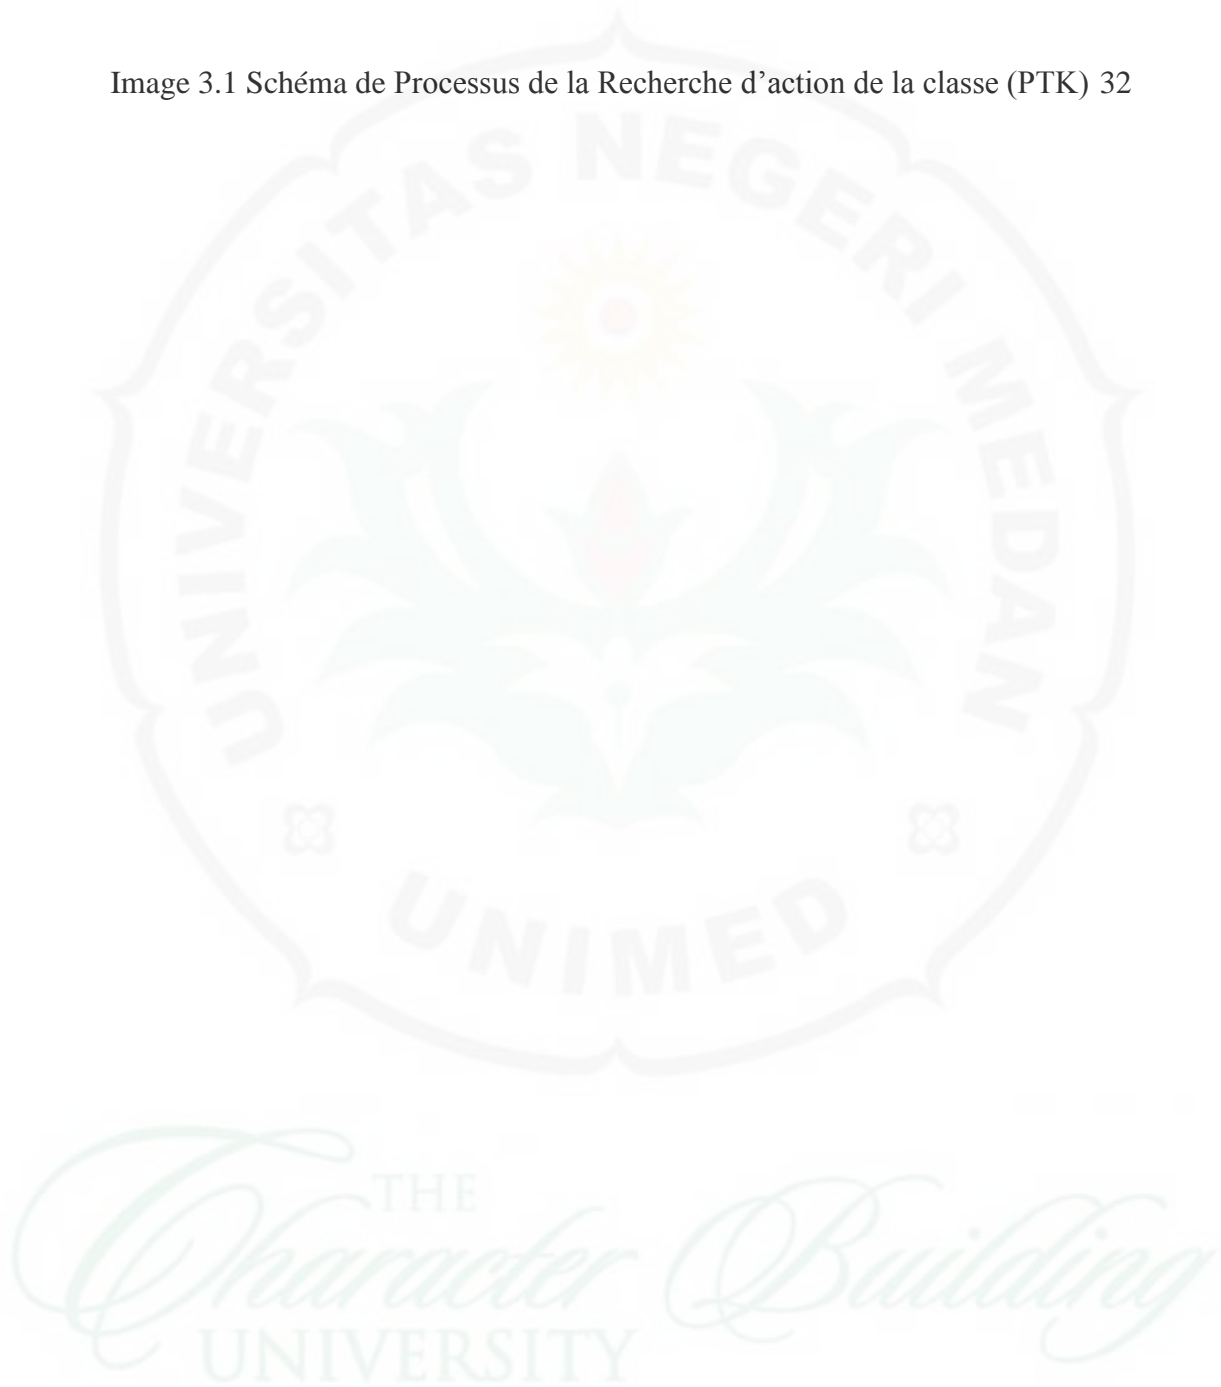 Image 3.1 Schéma de Processus de la Recherche d’action de la classe (PTK) 32
UNIVERSITAS NEGERI MEDAN
UNIMED
THE
Character Building
UNIVERSITY